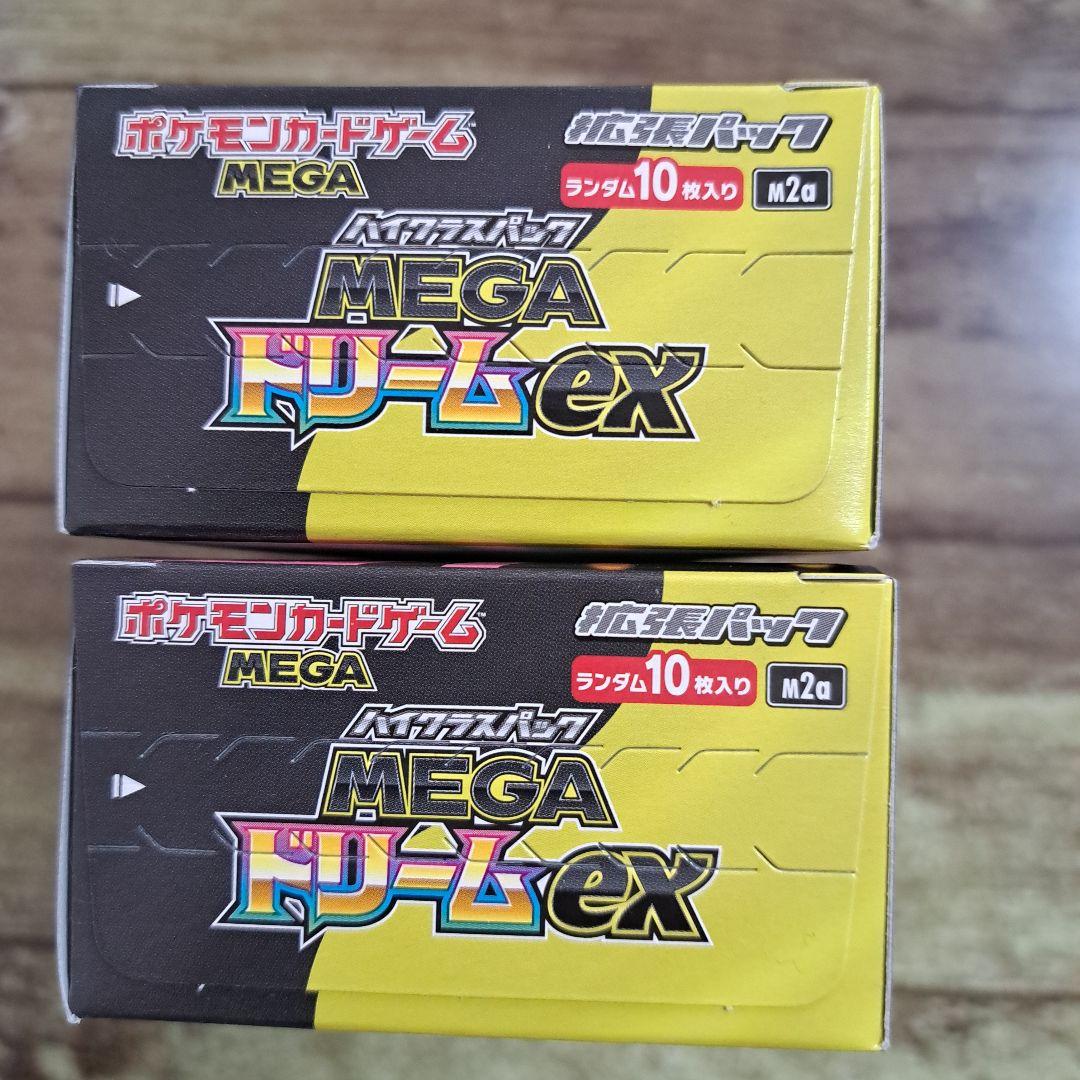 ポケモンカードゲーム™
MEGA
拡張パック
ランダム10枚入り M2a
ハイクラスパック
MEGA
ドリームex
ポケモンカードゲーム™
MEGA
拡張パック
ランダム10枚入り M2a
ハイクラスパック
MEGA
ドリームex